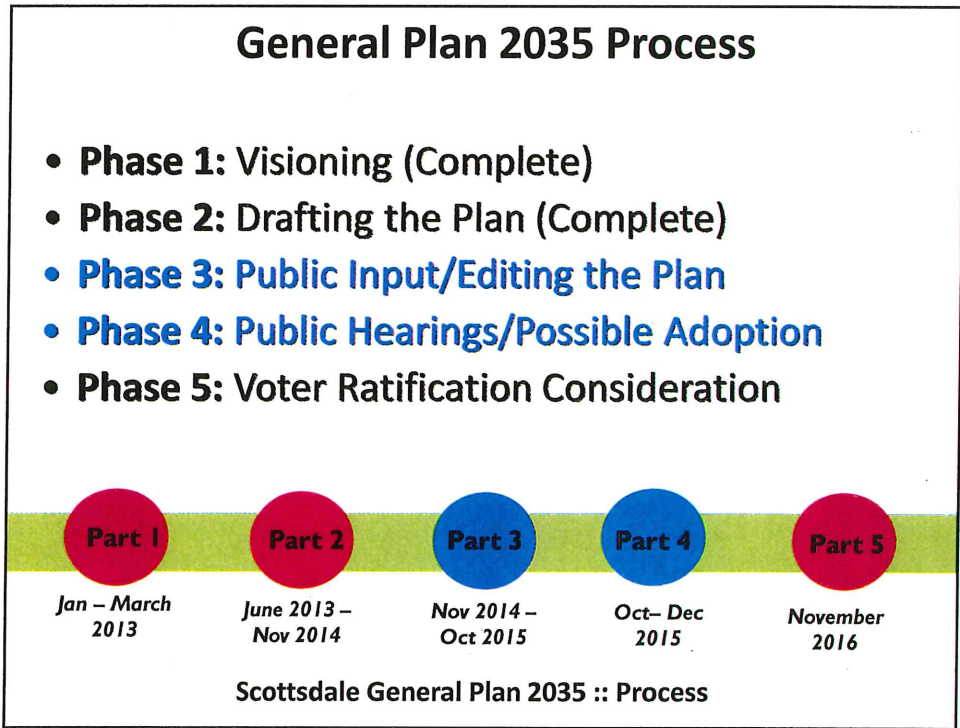 General Plan 2035 Process
• Phase 1: Visioning (Complete)
• Phase 2: Drafting the Plan (Complete)
• Phase 3: Public Input/Editing the Plan
• Phase 4: Public Hearings/Possible Adoption
• Phase 5: Voter Ratification Consideration
Part 1 Part 2 Part 3 Part 4 Part 5
Jan – March 2013
June 2013 – Nov 2014
Nov 2014 – Oct 2015
Oct– Dec 2015
November 2016
Scottsdale General Plan 2035 :: Process